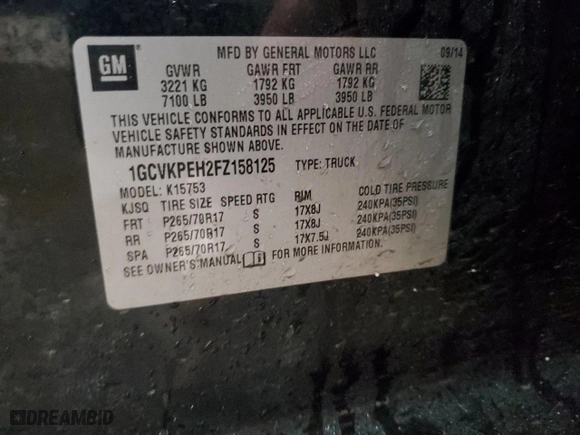 GM
MFD BY GENERAL MOTORS LLC 09/14
GVWR GAWR FRT GAWR RR
3221 KG 1792 KG 1792 KG
7100 LB 3950 LB 3950 LB
THIS VEHICLE CONFORMS TO ALL APPLICABLE U.S. FEDERAL MOTOR
VEHICLE SAFETY STANDARDS IN EFFECT ON THE DATE OF
MANUFACTURE SHOWN ABOVE.
1GCVKPEH2FZ158125 TYPE: TRUCK
MODEL: K15753
KJSQ TIRE SIZE SPEED RTG RIM COLD TIRE PRESSURE
FRT P265/70R17 S 17X8J 240KPA(35PSI)
RR P265/70R17 S 17X8J 240KPA(35PSI)
SPA P265/70R17 S 17X7.5J 240KPA(35PSI)
SEE OWNER'S MANUAL FOR MORE INFORMATION.
DREAMBID